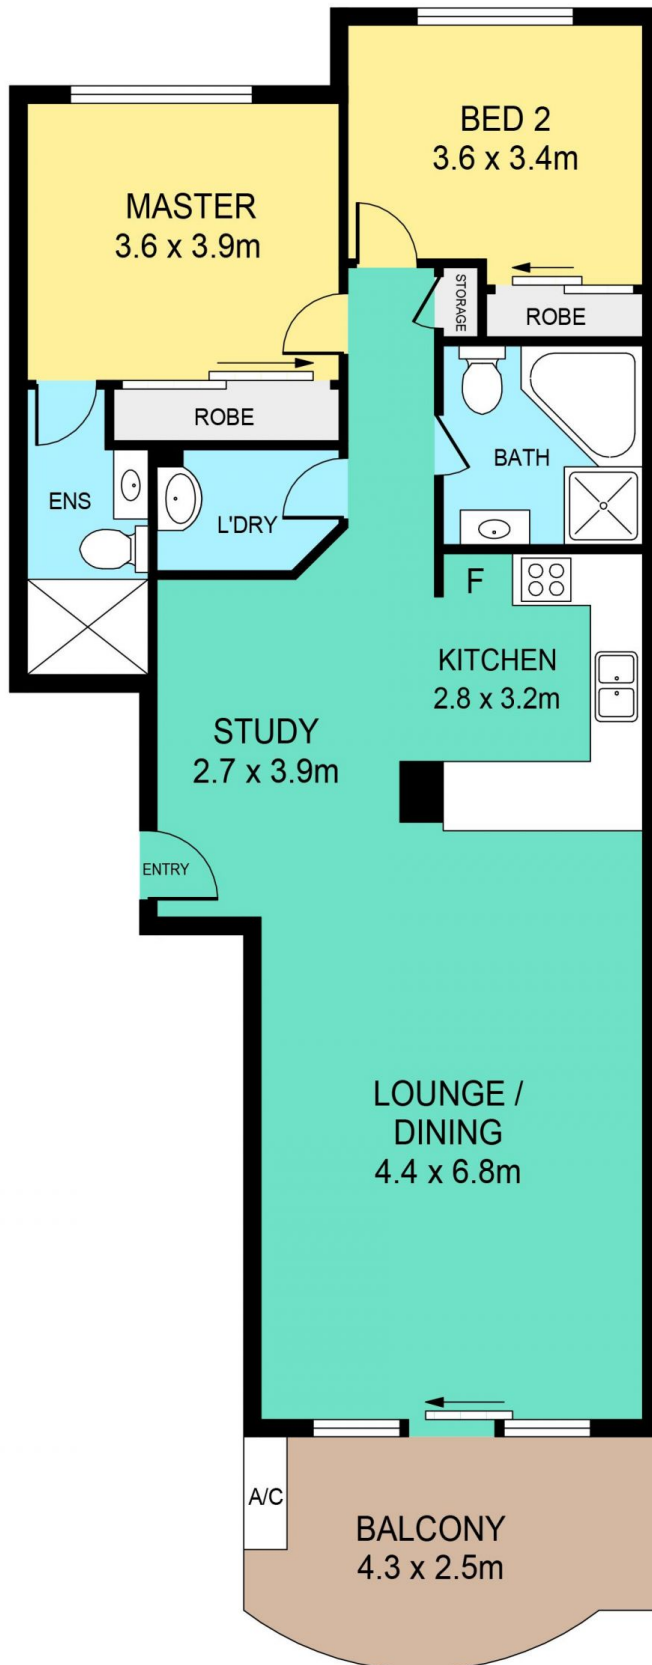 BED 2
3.6 x 3.4m
MASTER
3.6 x 3.9m
STORAGE
ROBE
ROBE
BATH
ENS
L'DRY
F
KITCHEN
2.8 x 3.2m
STUDY
2.7 x 3.9m
ENTRY
LOUNGE /
DINING
4.4 x 6.8m
A/C
BALCONY
4.3 x 2.5m